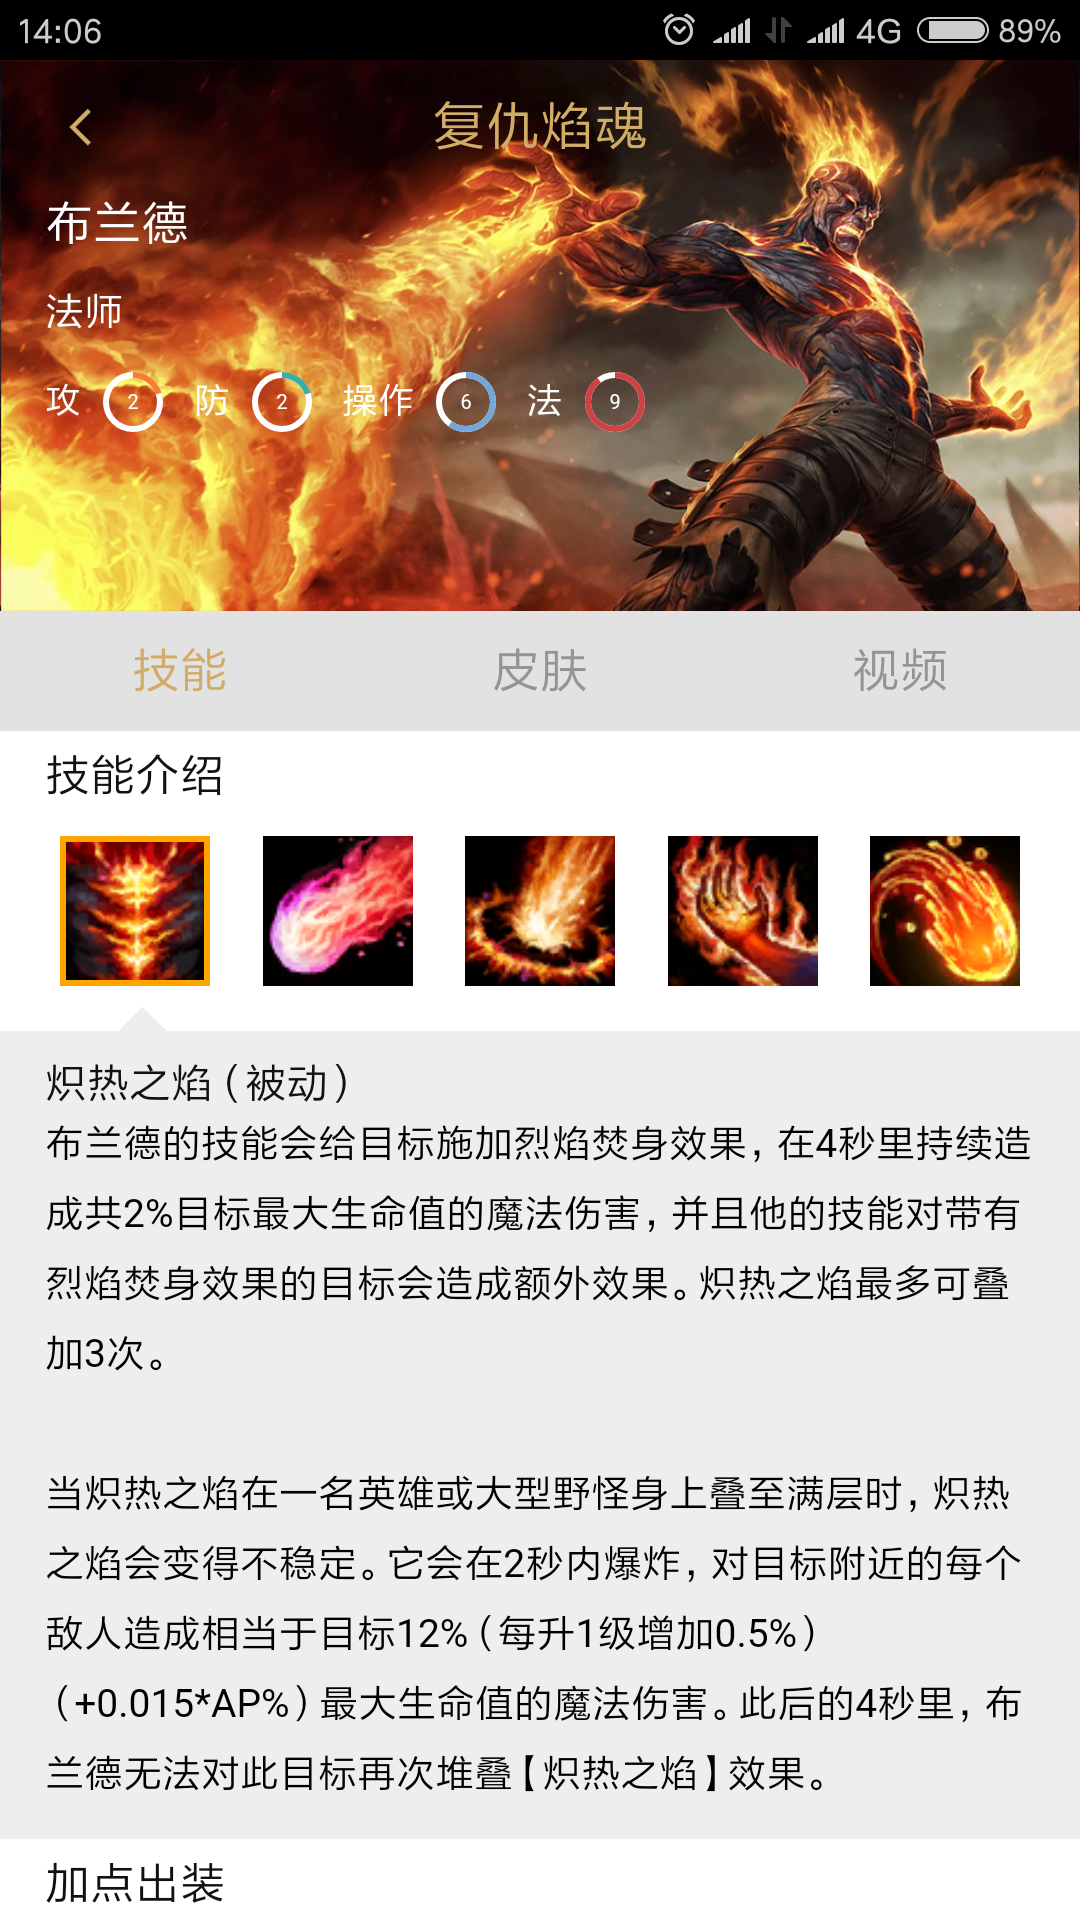 14:06
4G 89%
复仇焰魂
布兰德
法师
攻 2 防 2 操作 6 法 9
技能 皮肤 视频
技能介绍
炽热之焰（被动）
布兰德的技能会给目标施加烈焰焚身效果，在4秒里持续造
成共2%目标最大生命值的魔法伤害，并且他的技能对带有
烈焰焚身效果的目标会造成额外效果。炽热之焰最多可叠
加3次。
当炽热之焰在一名英雄或大型野怪身上叠至满层时，炽热
之焰会变得不稳定。它会在2秒内爆炸，对目标附近的每个
敌人造成相当于目标12%（每升1级增加0.5%）
（+0.015*AP%）最大生命值的魔法伤害。此后的4秒里，布
兰德无法对此目标再次堆叠【炽热之焰】效果。
加点出装